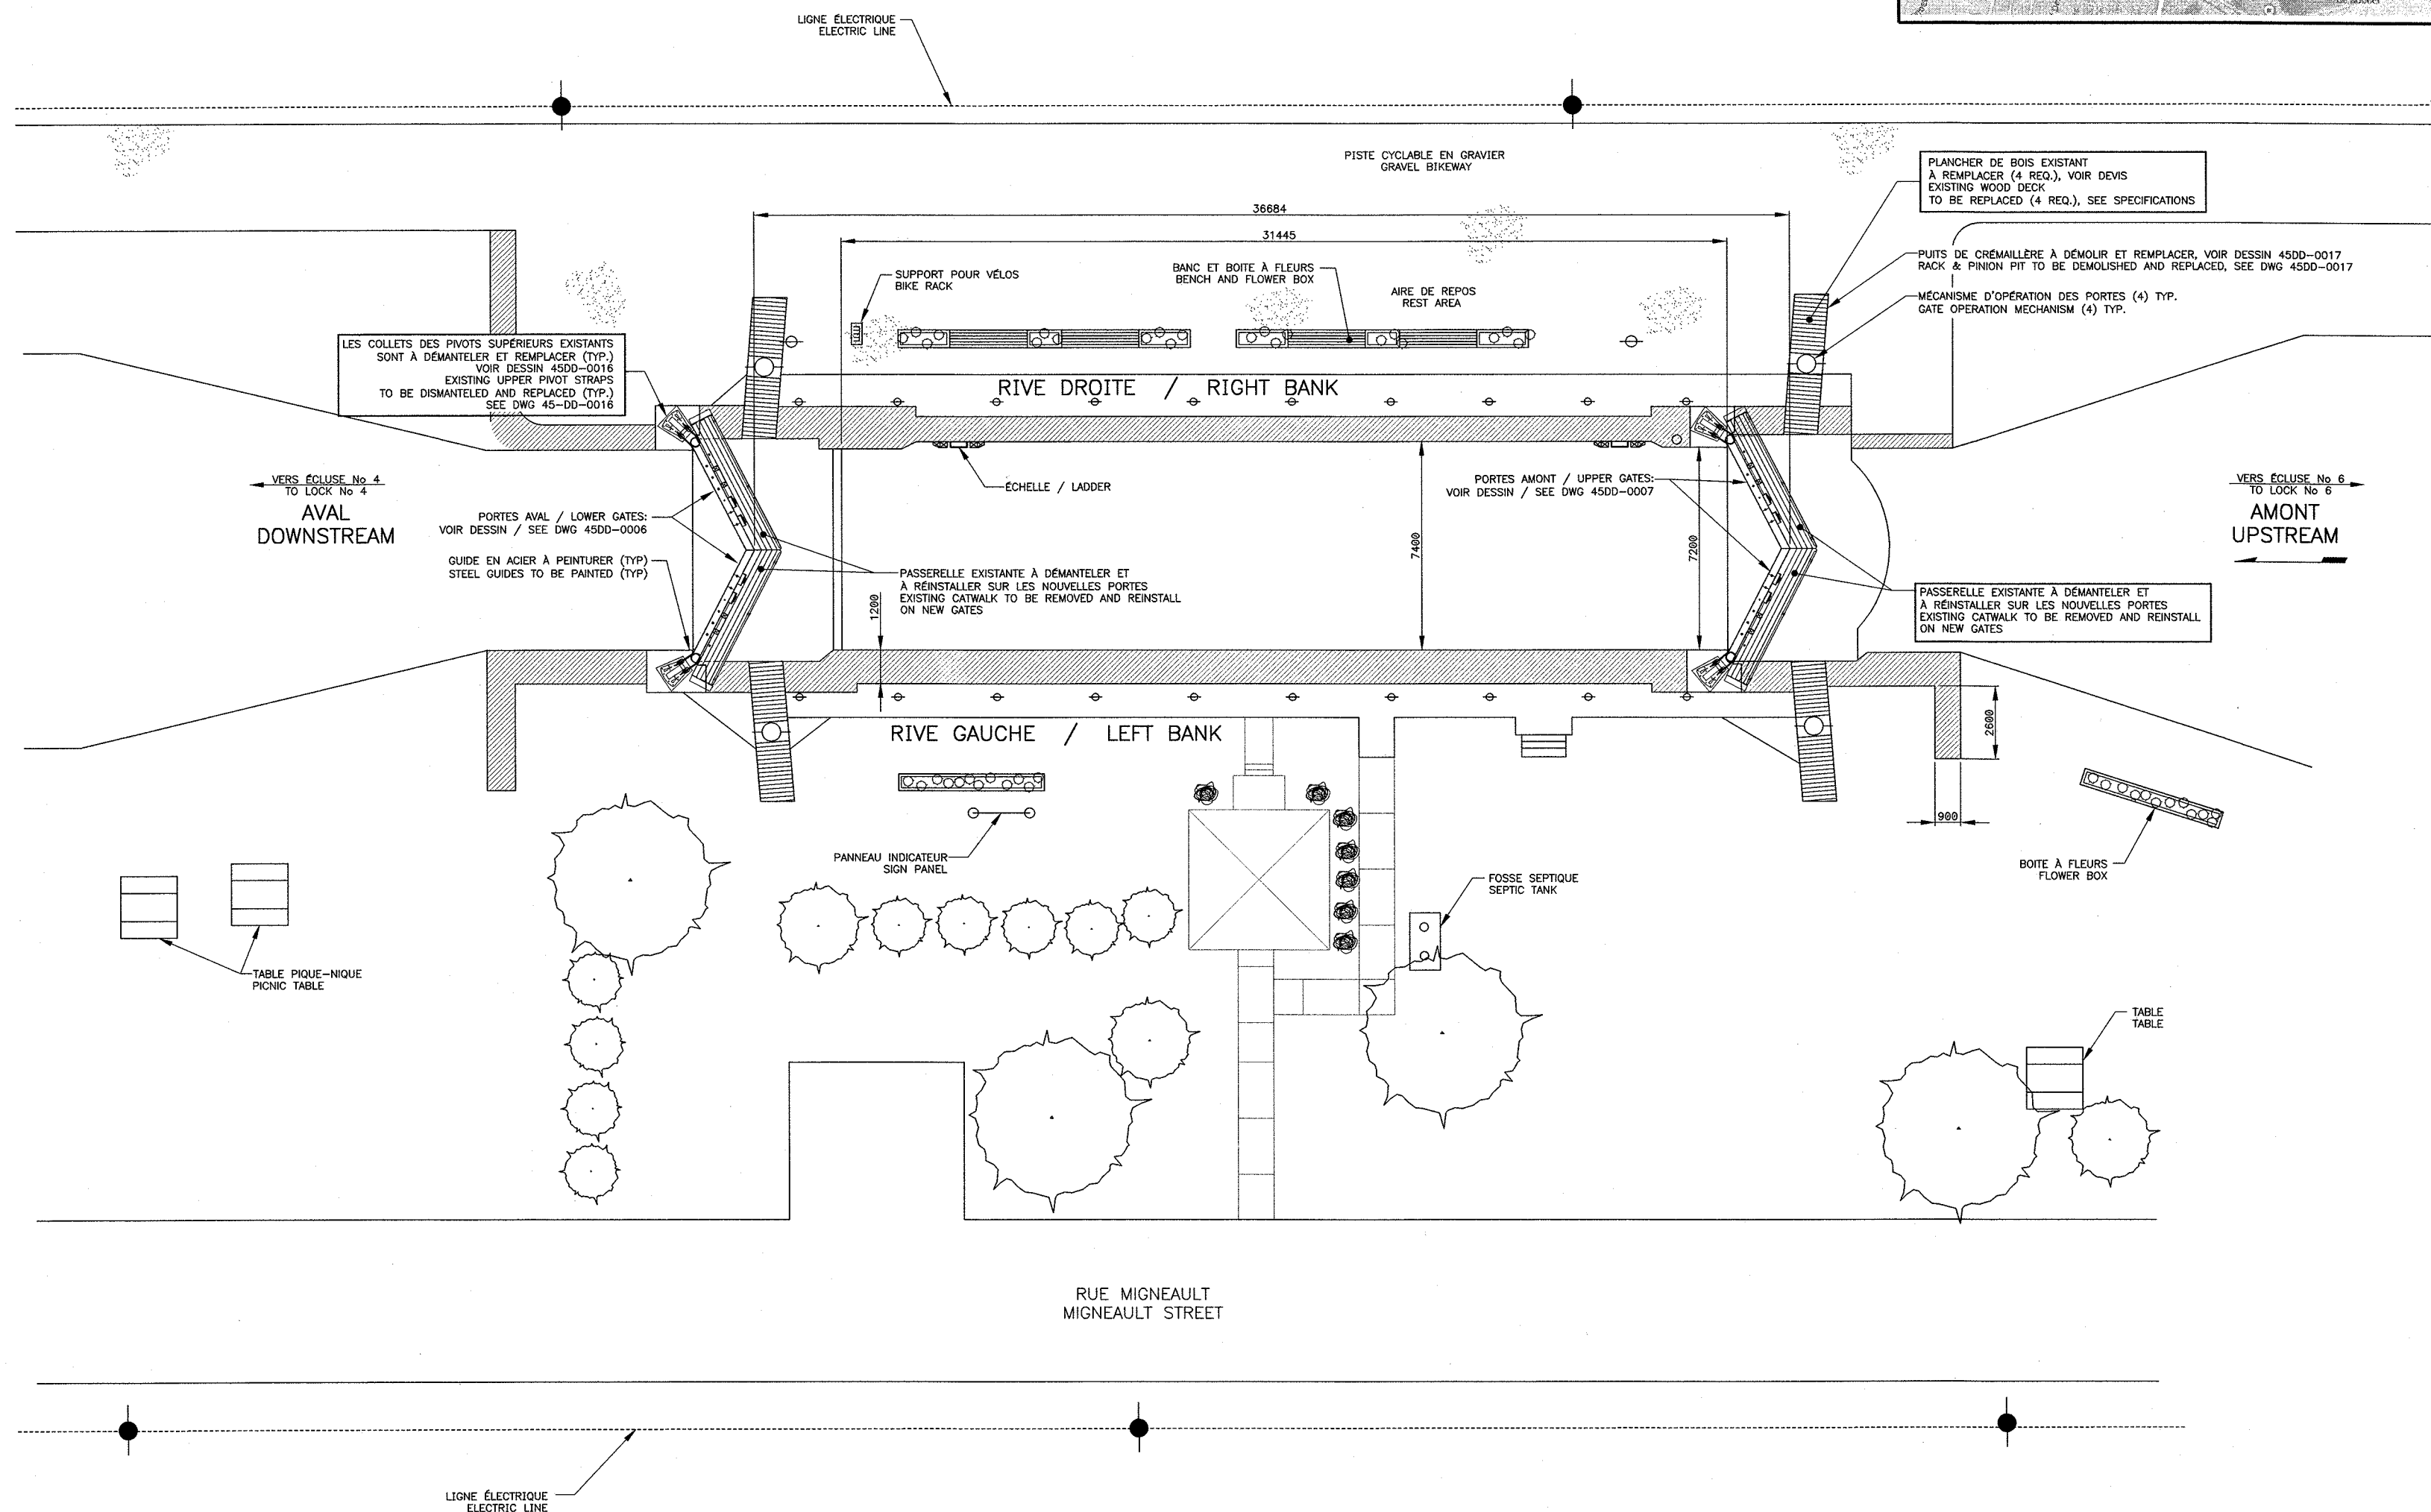 LIGNE ÉLECTRIQUE
ELECTRIC LINE
PISTE CYCLABLE EN GRAVIER
GRAVEL BIKEWAY
PLANCHER DE BOIS EXISTANT
À REMPLACER (4 REQ.), VOIR DEVIS
EXISTING WOOD DECK
TO BE REPLACED (4 REQ.), SEE SPECIFICATIONS
36684
31445
PUITS DE CRÉMAILLÈRE À DÉMOLIR ET REMPLACER, VOIR DESSIN 45DD-0017
RACK & PINION PIT TO BE DEMOLISHED AND REPLACED, SEE DWG 45DD-0017
SUPPORT POUR VÉLOS
BIKE RACK
BANC ET BOITE À FLEURS
BENCH AND FLOWER BOX
AIRE DE REPOS
REST AREA
MÉCANISME D'OPÉRATION DES PORTES (4) TYP.
GATE OPERATION MECHANISM (4) TYP.
LES COLLETS DES PIVOTS SUPÉRIEURS EXISTANTS
SONT À DÉMANTELER ET REMPLACER (TYP.)
VOIR DESSIN 45DD-0016
EXISTING UPPER PIVOT STRAPS
TO BE DISMANTELED AND REPLACED (TYP.)
SEE DWG 45-DD-0016
RIVE DROITE / RIGHT BANK
VERS ÉCLUSE No 4
TO LOCK No 4
AVAL
DOWNSTREAM
ÉCHELLE / LADDER
PORTES AMONT / UPPER GATES:
VOIR DESSIN / SEE DWG 45DD-0007
VERS ÉCLUSE No 6
TO LOCK No 6
AMONT
UPSTREAM
PORTES AVAL / LOWER GATES:
VOIR DESSIN / SEE DWG 45DD-0006
7400
7200
GUIDE EN ACIER À PEINTURER (TYP)
STEEL GUIDES TO BE PAINTED (TYP)
PASSERELLE EXISTANTE À DÉMANTELER ET
À RÉINSTALLER SUR LES NOUVELLES PORTES
EXISTING CATWALK TO BE REMOVED AND REINSTALL
ON NEW GATES
1200
PASSERELLE EXISTANTE À DÉMANTELER ET
À RÉINSTALLER SUR LES NOUVELLES PORTES
EXISTING CATWALK TO BE REMOVED AND REINSTALL
ON NEW GATES
RIVE GAUCHE / LEFT BANK
2600
900
PANNEAU INDICATEUR
SIGN PANEL
BOITE À FLEURS
FLOWER BOX
FOSSE SEPTIQUE
SEPTIC TANK
TABLE PIQUE-NIQUE
PICNIC TABLE
TABLE
TABLE
RUE MIGNEAULT
MIGNEAULT STREET
LIGNE ÉLECTRIQUE
ELECTRIC LINE